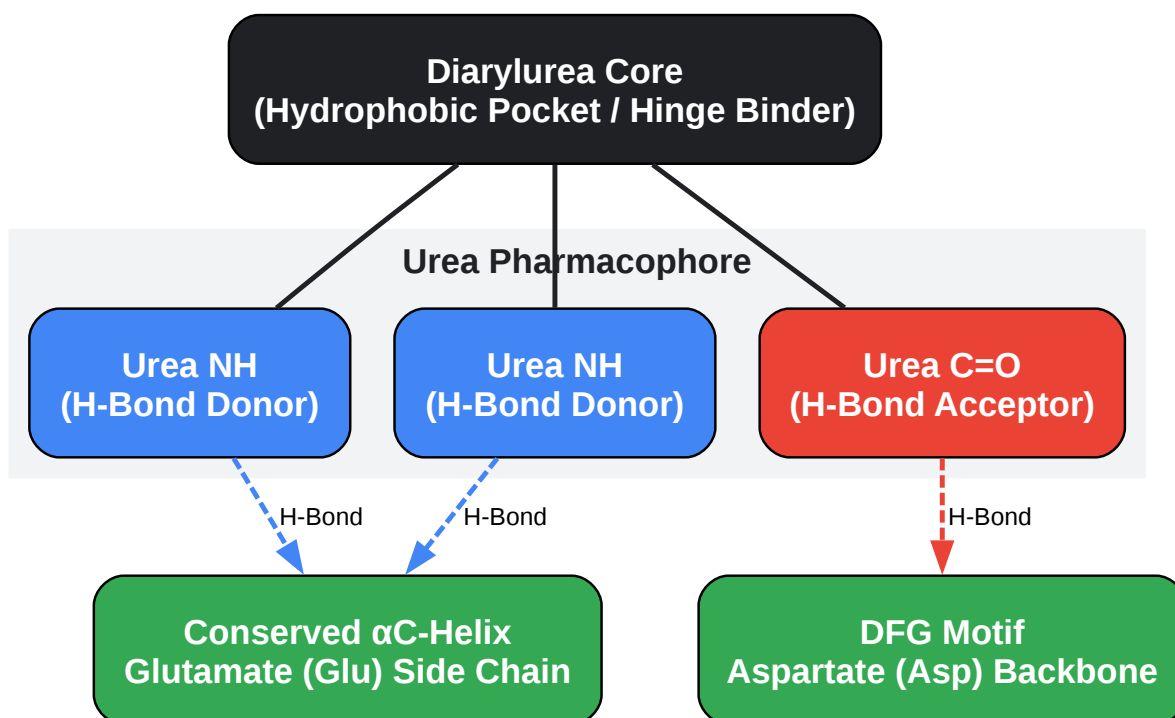 Diarylurea Core
(Hydrophobic Pocket / Hinge Binder)
Urea Pharmacophore
Urea NH
(H-Bond Donor)
Urea NH
(H-Bond Donor)
Urea C=O
(H-Bond Acceptor)
H-Bond
H-Bond
H-Bond
Conserved αC-Helix
Glutamate (Glu) Side Chain
DFG Motif
Aspartate (Asp) Backbone